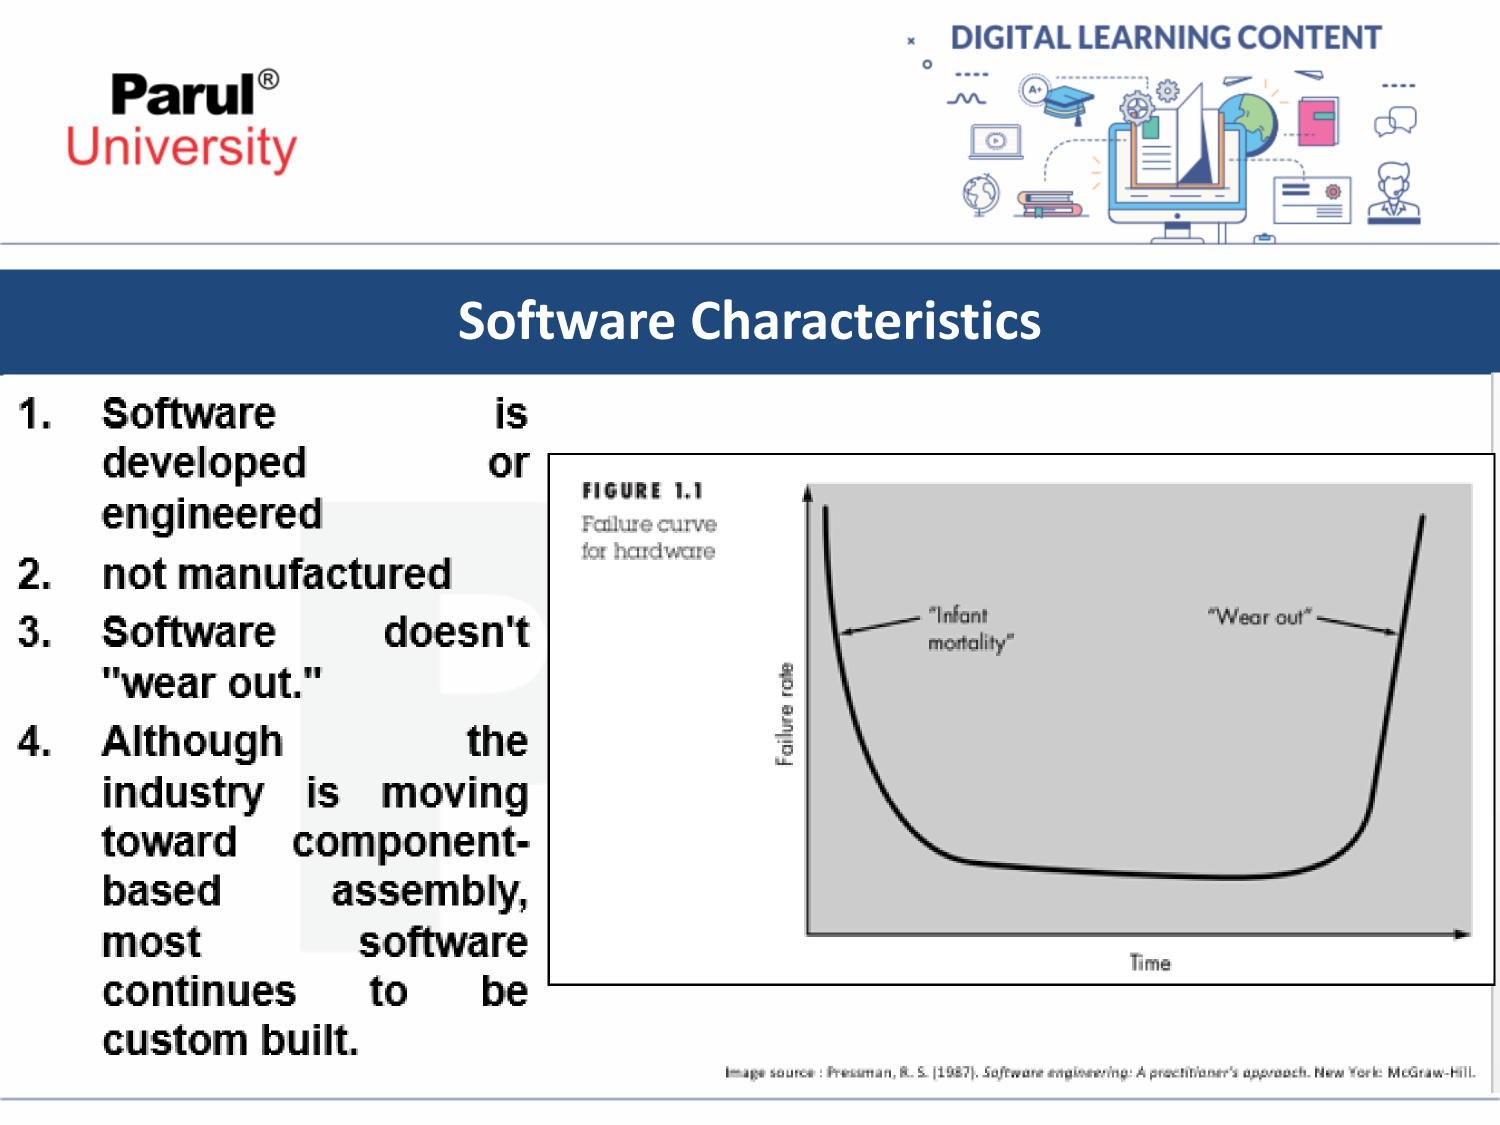 DIGITAL LEARNING CONTENT
Parul®
University
A+
Software Characteristics
1. Software is
developed or
engineered
2. not manufactured
3. Software doesn't
"wear out."
4. Although the
industry is moving
toward component-
based assembly,
most software
continues to be
custom built.
FIGURE 1.1
Failure curve
for hardware
"Infant
mortality"
"Wear out"
Failure rate
Time
Image source : Pressman, R. S. (1987). Software engineering: A practitioner's approach. New York: McGraw-Hill.